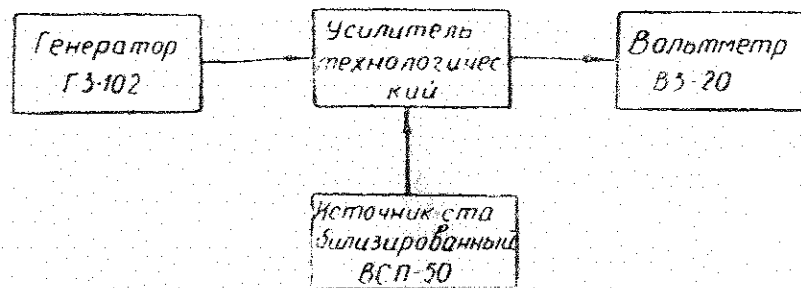 Генератор
Г3-102
Усилитель
технологичес
кий
Вольтметр
В3-20
Источник ста
билизированный
ВСП-50